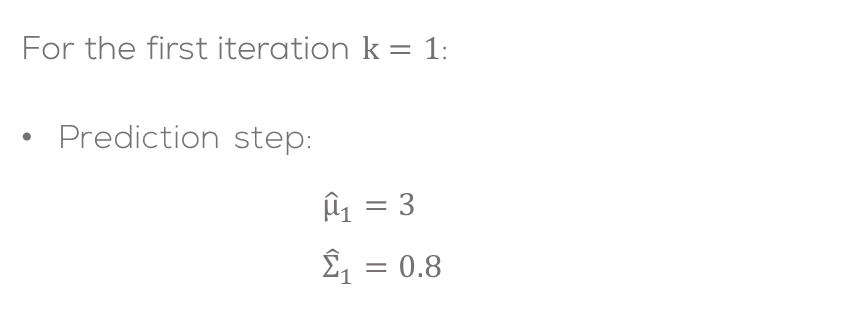 For the first iteration k = 1:
• Prediction step:
μ̂₁ = 3
Σ̂₁ = 0.8